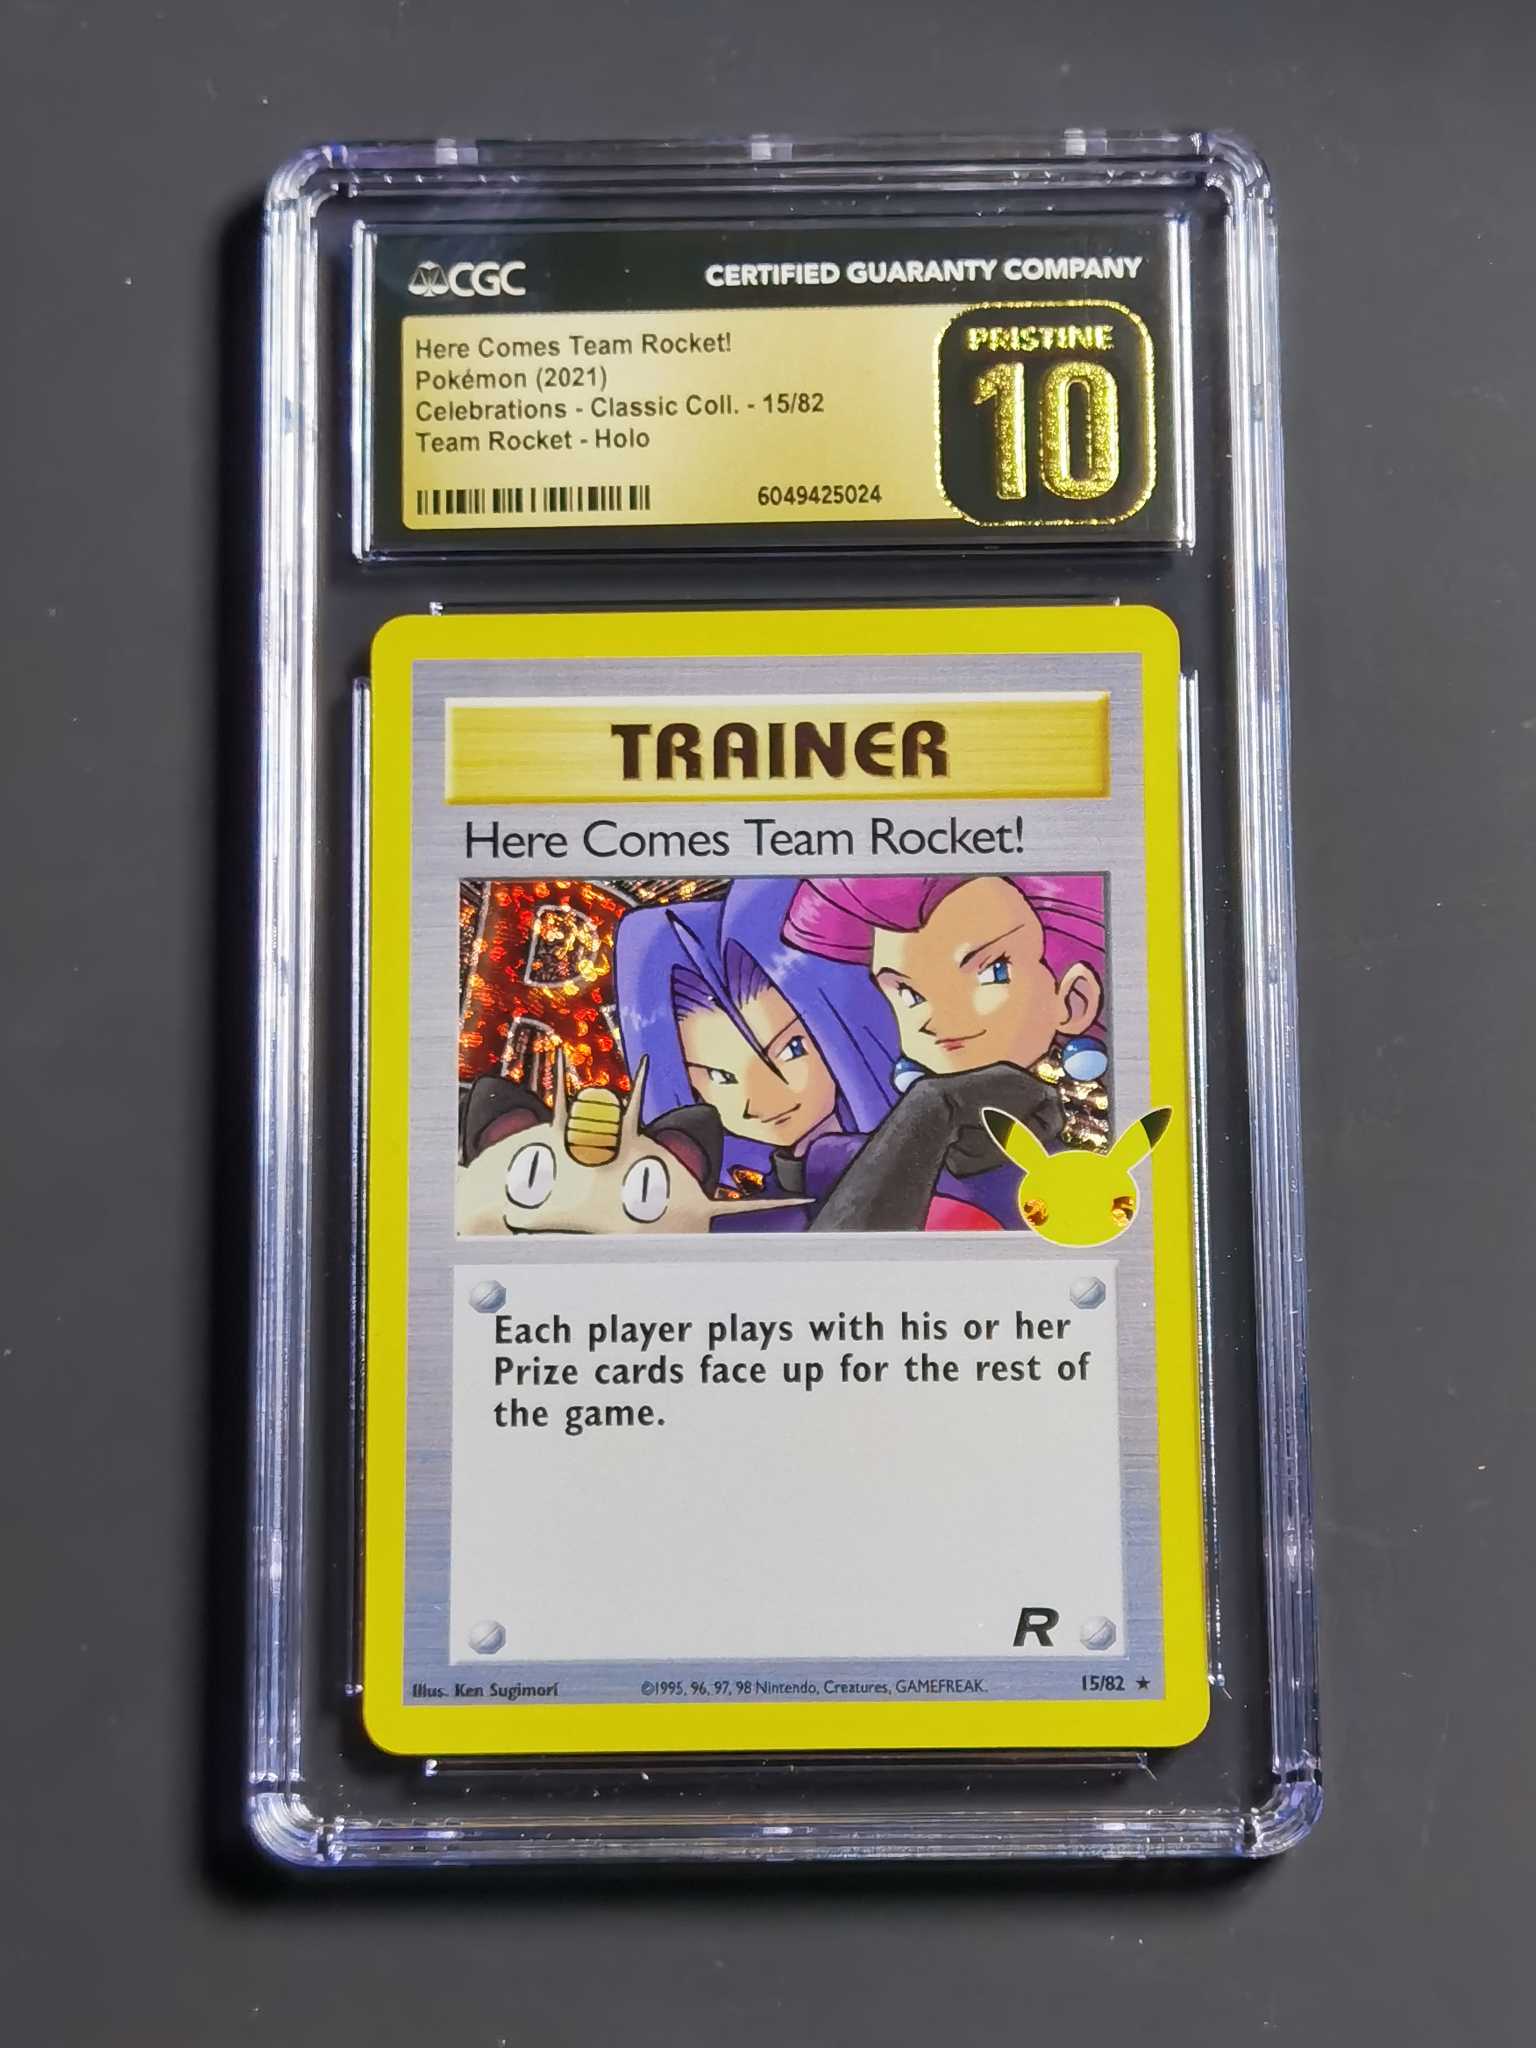 CGC
CERTIFIED GUARANTY COMPANY
Here Comes Team Rocket!
Pokémon (2021)
Celebrations - Classic Coll. - 15/82
Team Rocket - Holo
6049425024
PRISTINE
10
TRAINER
Here Comes Team Rocket!
Each player plays with his or her
Prize cards face up for the rest of
the game.
R
Illus. Ken Sugimori
©1995, 96, 97, 98 Nintendo, Creatures, GAMEFREAK.
15/82 ★